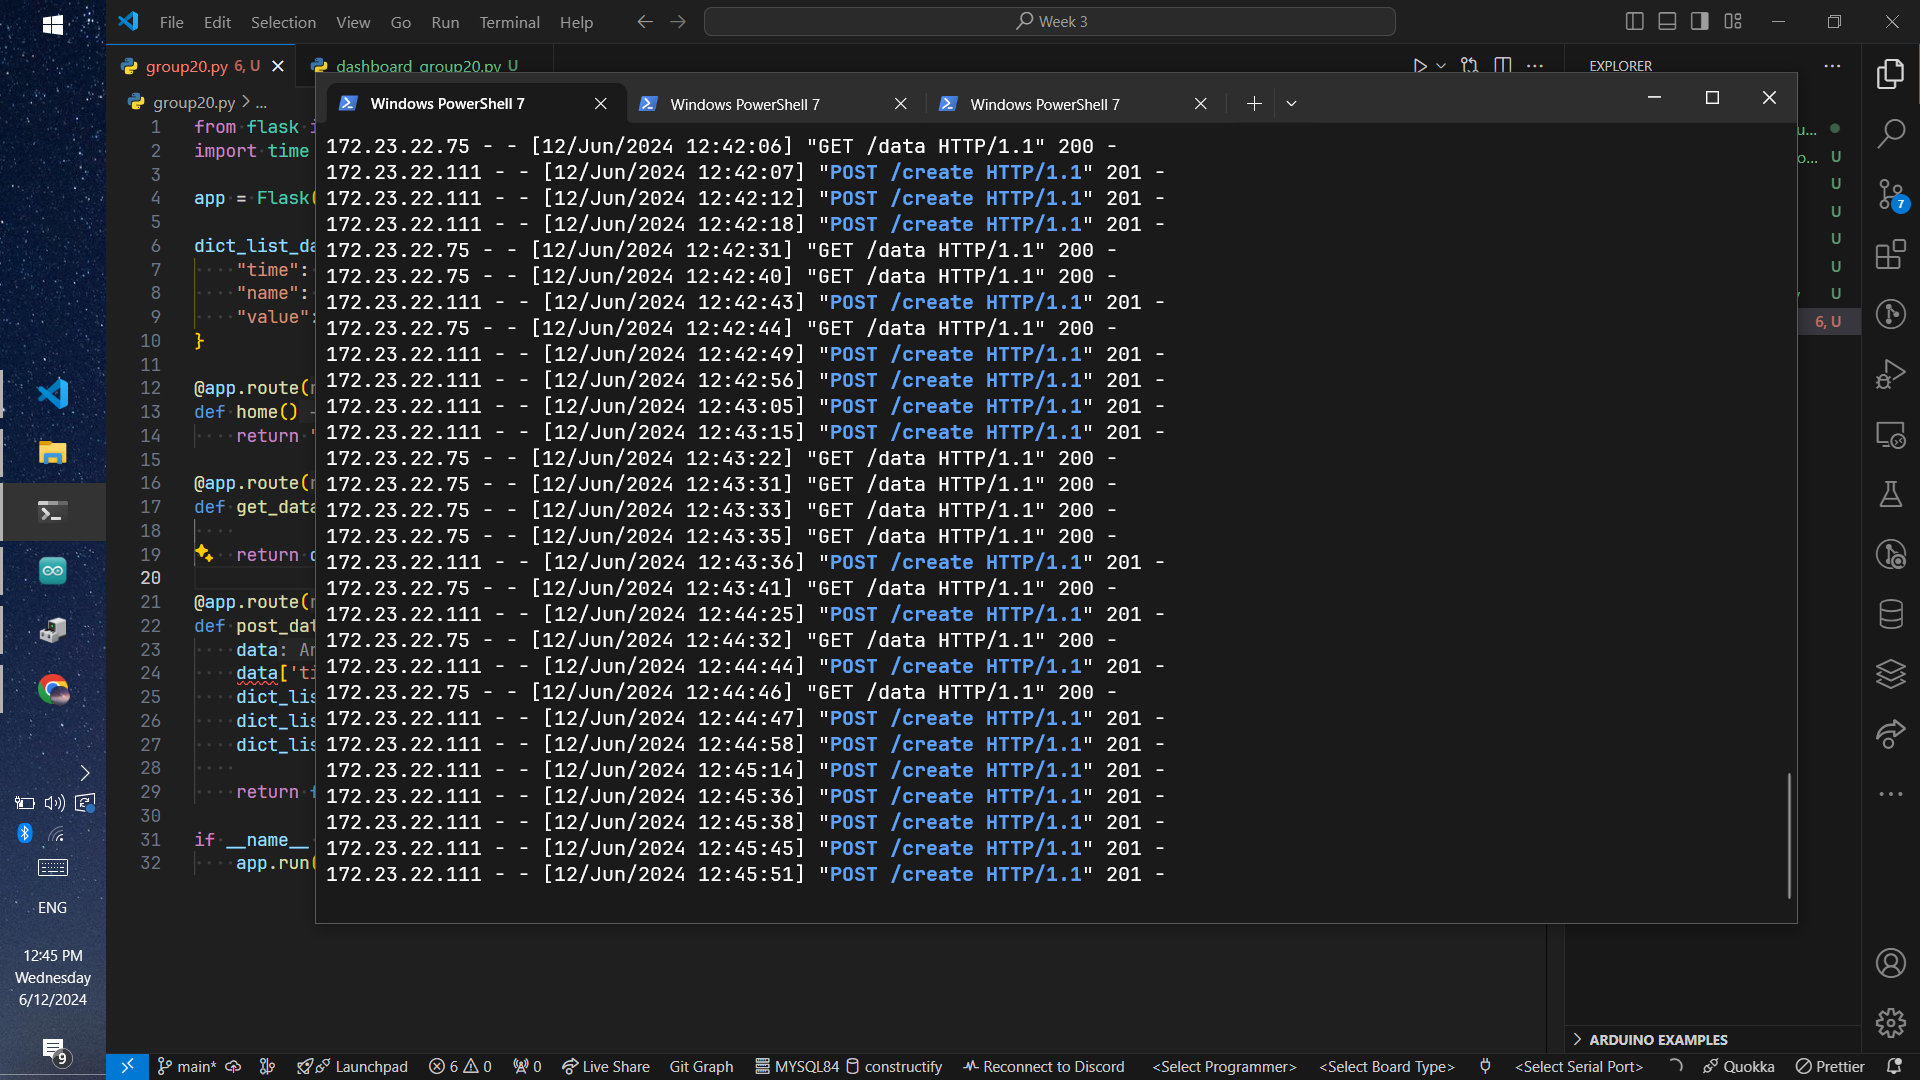 File Edit Selection View Go Run Terminal Help
Week 3
group20.py 6, U
dashboard_group20.py U
EXPLORER
group20.py > ...
Windows PowerShell 7
Windows PowerShell 7
Windows PowerShell 7
1 from flask
2 import time
3
4 app = Flask(
5
6 dict_list_da
7 "time":
8 "name":
9 "value":
10 }
11
12 @app.route(
13 def home()
14 return
15
16 @app.route(
17 def get_data
18
19 return
20
21 @app.route(
22 def post_dat
23 data: An
24 data['ti
25 dict_lis
26 dict_lis
27 dict_lis
28
29 return
30
31 if __name__
32 app.run(
172.23.22.75 - - [12/Jun/2024 12:42:06] "GET /data HTTP/1.1" 200 -
172.23.22.111 - - [12/Jun/2024 12:42:07] "POST /create HTTP/1.1" 201 -
172.23.22.111 - - [12/Jun/2024 12:42:12] "POST /create HTTP/1.1" 201 -
172.23.22.111 - - [12/Jun/2024 12:42:18] "POST /create HTTP/1.1" 201 -
172.23.22.75 - - [12/Jun/2024 12:42:31] "GET /data HTTP/1.1" 200 -
172.23.22.75 - - [12/Jun/2024 12:42:40] "GET /data HTTP/1.1" 200 -
172.23.22.111 - - [12/Jun/2024 12:42:43] "POST /create HTTP/1.1" 201 -
172.23.22.75 - - [12/Jun/2024 12:42:44] "GET /data HTTP/1.1" 200 -
172.23.22.111 - - [12/Jun/2024 12:42:49] "POST /create HTTP/1.1" 201 -
172.23.22.111 - - [12/Jun/2024 12:42:56] "POST /create HTTP/1.1" 201 -
172.23.22.111 - - [12/Jun/2024 12:43:05] "POST /create HTTP/1.1" 201 -
172.23.22.111 - - [12/Jun/2024 12:43:15] "POST /create HTTP/1.1" 201 -
172.23.22.75 - - [12/Jun/2024 12:43:22] "GET /data HTTP/1.1" 200 -
172.23.22.75 - - [12/Jun/2024 12:43:31] "GET /data HTTP/1.1" 200 -
172.23.22.75 - - [12/Jun/2024 12:43:33] "GET /data HTTP/1.1" 200 -
172.23.22.75 - - [12/Jun/2024 12:43:35] "GET /data HTTP/1.1" 200 -
172.23.22.111 - - [12/Jun/2024 12:43:36] "POST /create HTTP/1.1" 201 -
172.23.22.75 - - [12/Jun/2024 12:43:41] "GET /data HTTP/1.1" 200 -
172.23.22.111 - - [12/Jun/2024 12:44:25] "POST /create HTTP/1.1" 201 -
172.23.22.75 - - [12/Jun/2024 12:44:32] "GET /data HTTP/1.1" 200 -
172.23.22.111 - - [12/Jun/2024 12:44:44] "POST /create HTTP/1.1" 201 -
172.23.22.75 - - [12/Jun/2024 12:44:46] "GET /data HTTP/1.1" 200 -
172.23.22.111 - - [12/Jun/2024 12:44:47] "POST /create HTTP/1.1" 201 -
172.23.22.111 - - [12/Jun/2024 12:44:58] "POST /create HTTP/1.1" 201 -
172.23.22.111 - - [12/Jun/2024 12:45:14] "POST /create HTTP/1.1" 201 -
172.23.22.111 - - [12/Jun/2024 12:45:36] "POST /create HTTP/1.1" 201 -
172.23.22.111 - - [12/Jun/2024 12:45:38] "POST /create HTTP/1.1" 201 -
172.23.22.111 - - [12/Jun/2024 12:45:45] "POST /create HTTP/1.1" 201 -
172.23.22.111 - - [12/Jun/2024 12:45:51] "POST /create HTTP/1.1" 201 -
u...
o... U
U
U
U
U
U
6, U
7
ENG
12:45 PM
Wednesday
6/12/2024
9
ARDUINO EXAMPLES
main* Launchpad 6 0 0 Live Share Git Graph MYSQL84 constructify Reconnect to Discord <Select Programmer> <Select Board Type> <Select Serial Port> Quokka Prettier